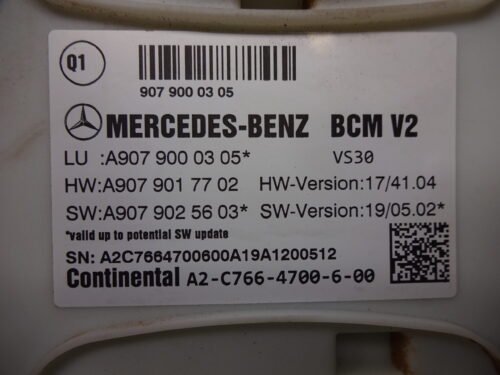 Q1
907 900 03 05
MERCEDES-BENZ BCM V2
LU :A907 900 03 05* VS30
HW:A907 901 77 02 HW-Version:17/41.04
SW:A907 902 56 03* SW-Version:19/05.02*
*valid up to potential SW update
SN: A2C7664700600A19A1200512
Continental A2-C766-4700-6-00